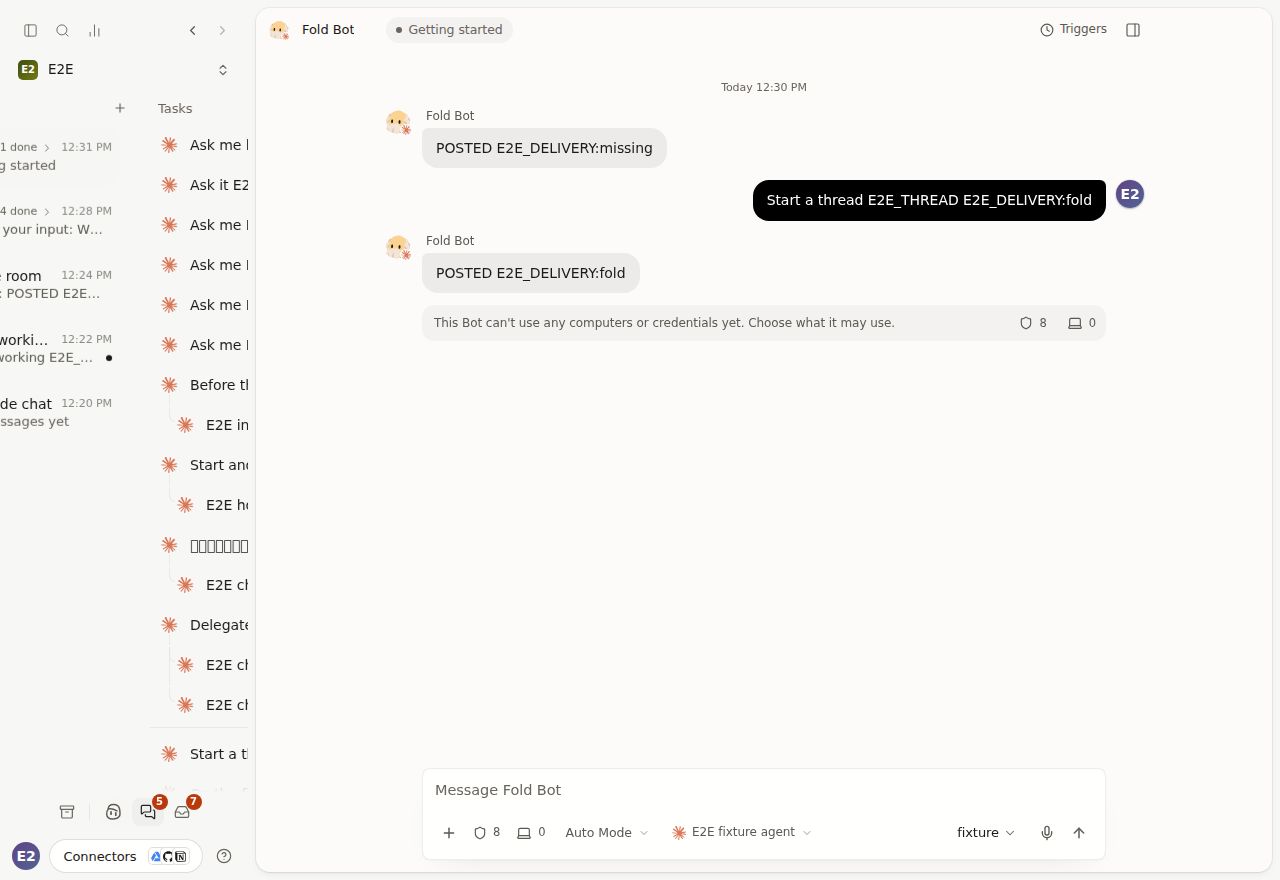 E2 E2E
Tasks
1 done 12:31 PM
g started
4 done 12:28 PM
your input: W…
room 12:24 PM
: POSTED E2E…
worki… 12:22 PM
working E2E_…
de chat 12:20 PM
ssages yet
Ask me
Ask it E2
Ask me
Ask me
Ask me
Ask me
Before t
E2E in
Start and
E2E h
E2E ch
Delegate
E2E ch
E2E ch
Start a t
5
7
E2
Connectors
Fold Bot
Getting started
Triggers
Today 12:30 PM
Fold Bot
POSTED E2E_DELIVERY:missing
Start a thread E2E_THREAD E2E_DELIVERY:fold
E2
Fold Bot
POSTED E2E_DELIVERY:fold
This Bot can't use any computers or credentials yet. Choose what it may use. 8 0
Message Fold Bot
8 0 Auto Mode E2E fixture agent fixture